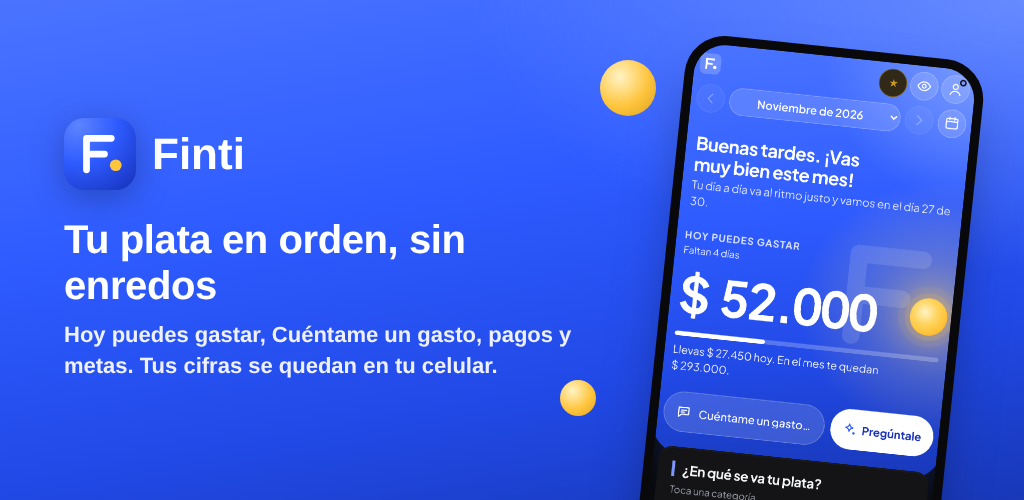 Finti
Tu plata en orden, sin
enredos
Hoy puedes gastar, Cuéntame un gasto, pagos y
metas. Tus cifras se quedan en tu celular.
F.
Noviembre de 2026
Buenas tardes. ¡Vas
muy bien este mes!
Tu día a día va al ritmo justo y vamos en el día 27 de
30.
HOY PUEDES GASTAR
Faltan 4 días
$ 52.000
Llevas $ 27.450 hoy. En el mes te quedan
$ 293.000.
Cuéntame un gasto…
Pregúntale
¿En qué se va tu plata?
Toca una categoría